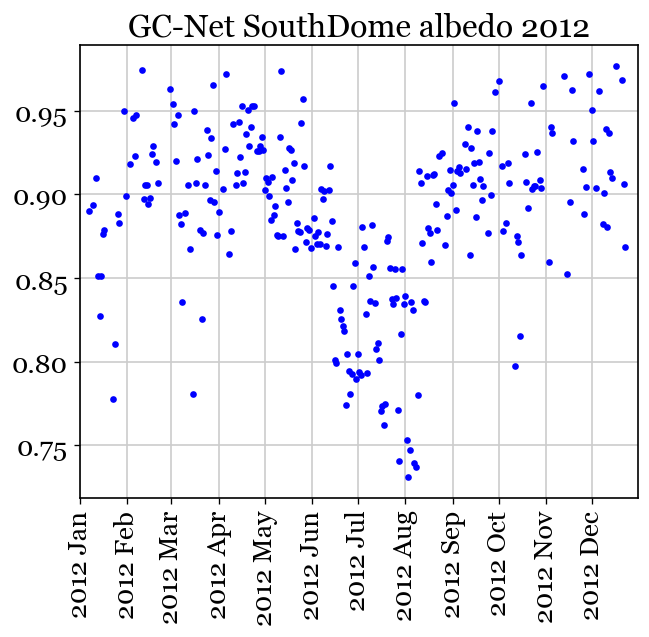 GC-Net SouthDome albedo 2012
0.95
0.90
0.85
0.80
0.75
2012 Jan
2012 Feb
2012 Mar
2012 Apr
2012 May
2012 Jun
2012 Jul
2012 Aug
2012 Sep
2012 Oct
2012 Nov
2012 Dec